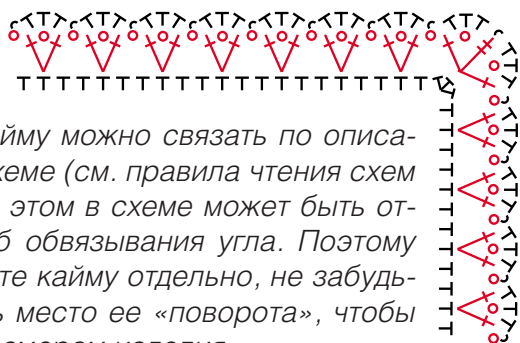 айму можно связать по описа-
хеме (см. правила чтения схем
этом в схеме может быть от-
б обвязывания угла. Поэтому
те кайму отдельно, не забудь-
ь место ее «поворота», чтобы